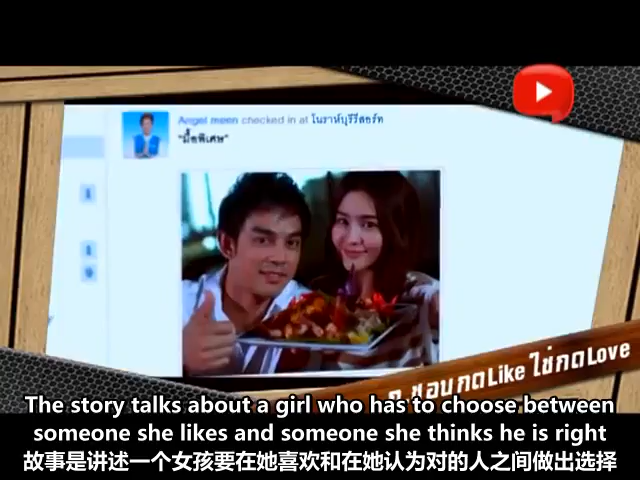 Angel meen checked in at โนราห์บุรีรีสอร์ท
"มื้อพิเศษ"
ชอบกดLike ใช่กดLove
The story talks about a girl who has to choose between
someone she likes and someone she thinks he is right
故事是讲述一个女孩要在她喜欢和在她认为对的人之间做出选择